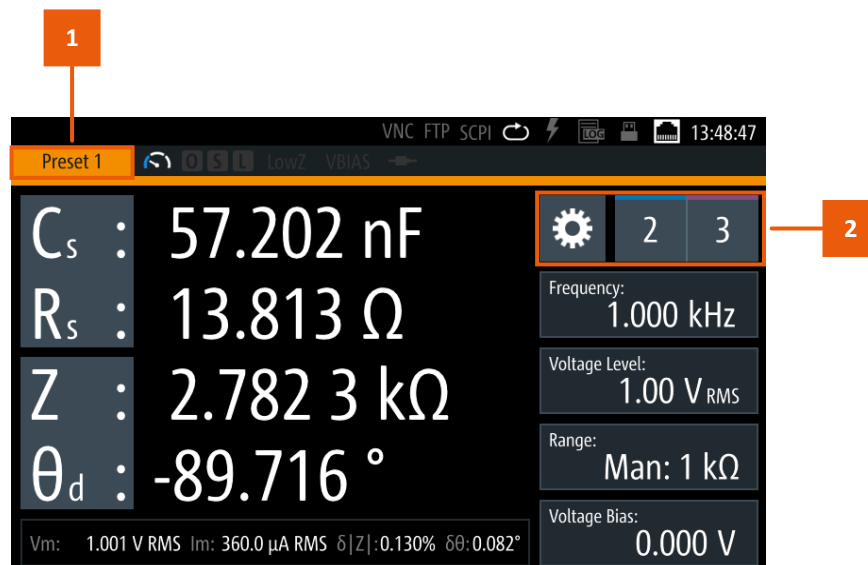 1
VNC FTP SCPI LOG 13:48:47
Preset 1 O S L LowZ VBIAS
Cs : 57.202 nF
2 3
2
Rs : 13.813 Ω
Frequency:
1.000 kHz
Z : 2.782 3 kΩ
Voltage Level:
1.00 V RMS
θd : -89.716 °
Range:
Man: 1 kΩ
Voltage Bias:
0.000 V
Vm: 1.001 V RMS Im: 360.0 µA RMS δ|Z|:0.130% δθ:0.082°